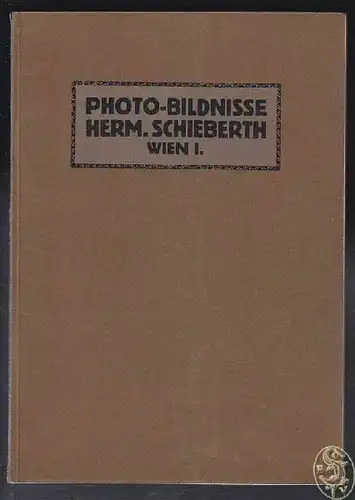 PHOTO-BILDNISSE
HERM. SCHIEBERTH
WIEN I.